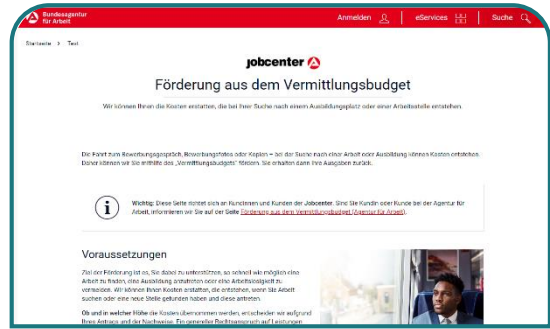 Bundesagentur
für Arbeit
Anmelden
eServices
Suche
Startseite > Test
jobcenter
Förderung aus dem Vermittlungsbudget
Wir können Ihnen die Kosten erstatten, die bei Ihrer Suche nach einem Ausbildungsplatz oder einer Arbeitsstelle entstehen.
Die Fahrt zum Bewerbungsgespräch, Bewerbungsfotos oder Kopien – bei der Suche nach einer Arbeit oder Ausbildung können Kosten entstehen.
Daher können wir Sie mithilfe des „Vermittlungsbudgets“ fördern. Sie erhalten dann Ihre Ausgaben zurück.
Wichtig: Diese Seite richtet sich an Kundinnen und Kunden der Jobcenter. Sind Sie Kundin oder Kunde bei der Agentur für
Arbeit, informieren wir Sie auf der Seite Förderung aus dem Vermittlungsbudget (Agentur für Arbeit).
Voraussetzungen
Ziel der Förderung ist es, Sie dabei zu unterstützen, so schnell wie möglich eine
Arbeit zu finden, eine Ausbildung anzutreten oder eine Arbeitslosigkeit zu
vermeiden. Wir können Ihnen Kosten erstatten, die entstehen, wenn Sie Arbeit
suchen oder eine neue Stelle gefunden haben und diese antreten.
Ob und in welcher Höhe die Kosten übernommen werden, entscheiden wir aufgrund
Ihres Antrags und der Nachweise. Ein genereller Rechtsanspruch auf Leistungen